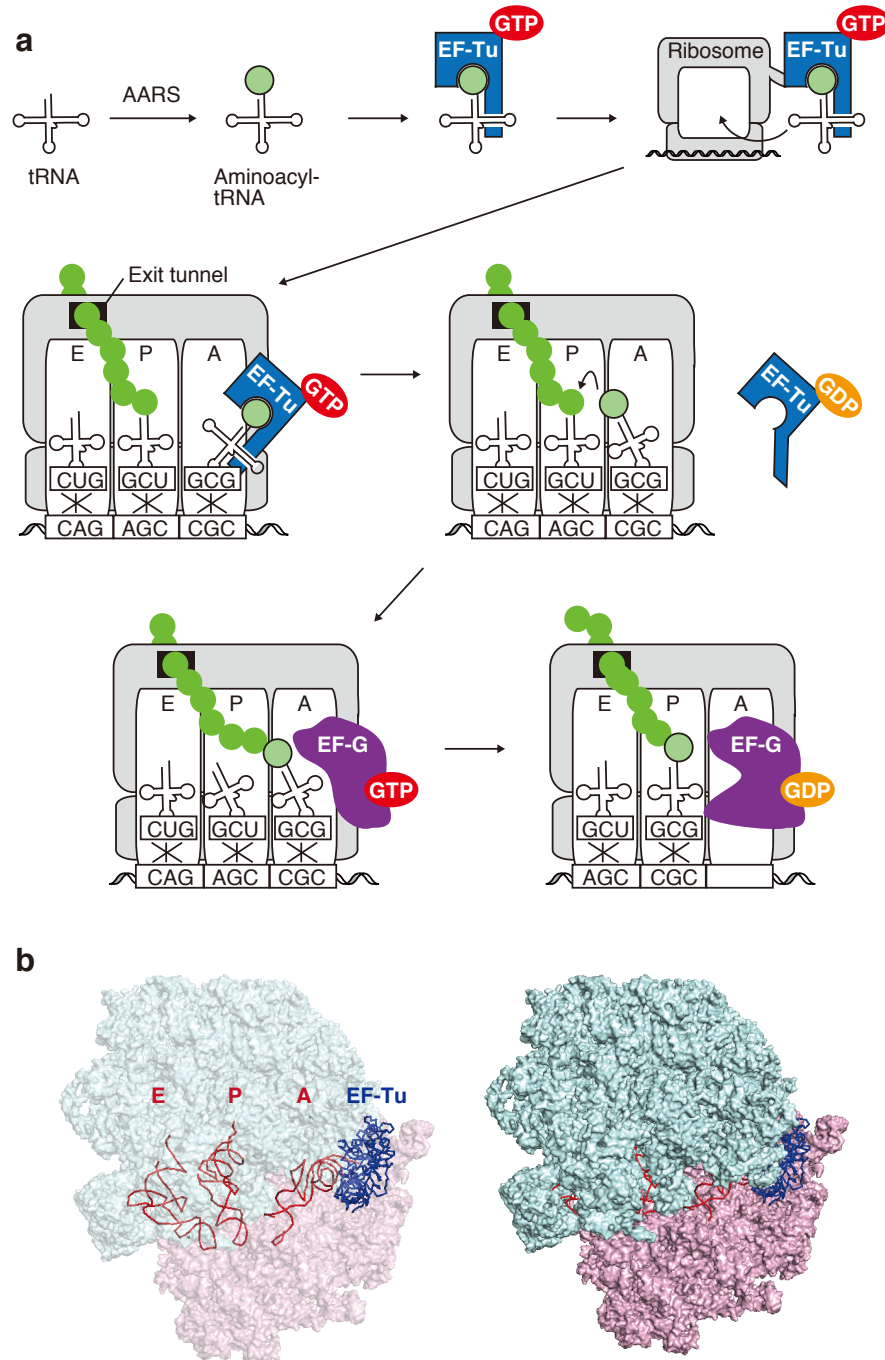 a
GTP
EF-Tu
AARS
tRNA
Aminoacyl-
tRNA
Ribosome
GTP
EF-Tu
Exit tunnel
E P A
EF-Tu
GTP
CUG GCU GCG
CAG AGC CGC
E P A
EF-Tu
GDP
CUG GCU GCG
CAG AGC CGC
E P A
EF-G
GTP
CUG GCU GCG
CAG AGC CGC
E P A
EF-G
GDP
GCU GCG
AGC CGC
b
E P A EF-Tu